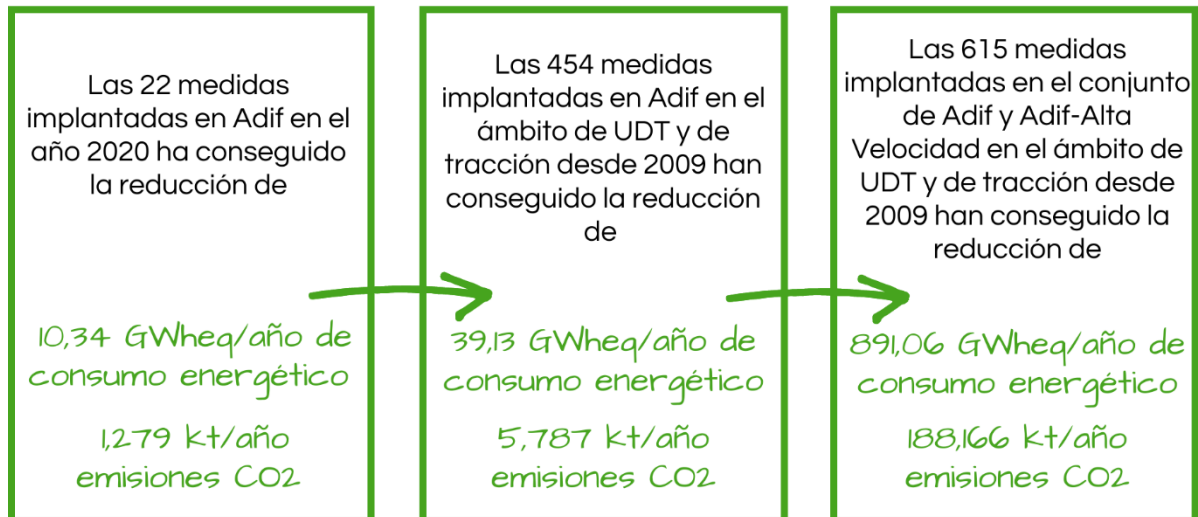 Las 22 medidas
implantadas en Adif en el
año 2020 ha conseguido
la reducción de
10,34 GWheq/año de
consumo energético
1,279 kt/año
emisiones CO2
Las 454 medidas
implantadas en Adif en el
ámbito de UDT y de
tracción desde 2009 han
conseguido la reducción
de
39,13 GWheq/año de
consumo energético
5,787 kt/año
emisiones CO2
Las 615 medidas
implantadas en el conjunto
de Adif y Adif-Alta
Velocidad en el ámbito de
UDT y de tracción desde
2009 han conseguido la
reducción de
891,06 GWheq/año de
consumo energético
188,166 kt/año
emisiones CO2